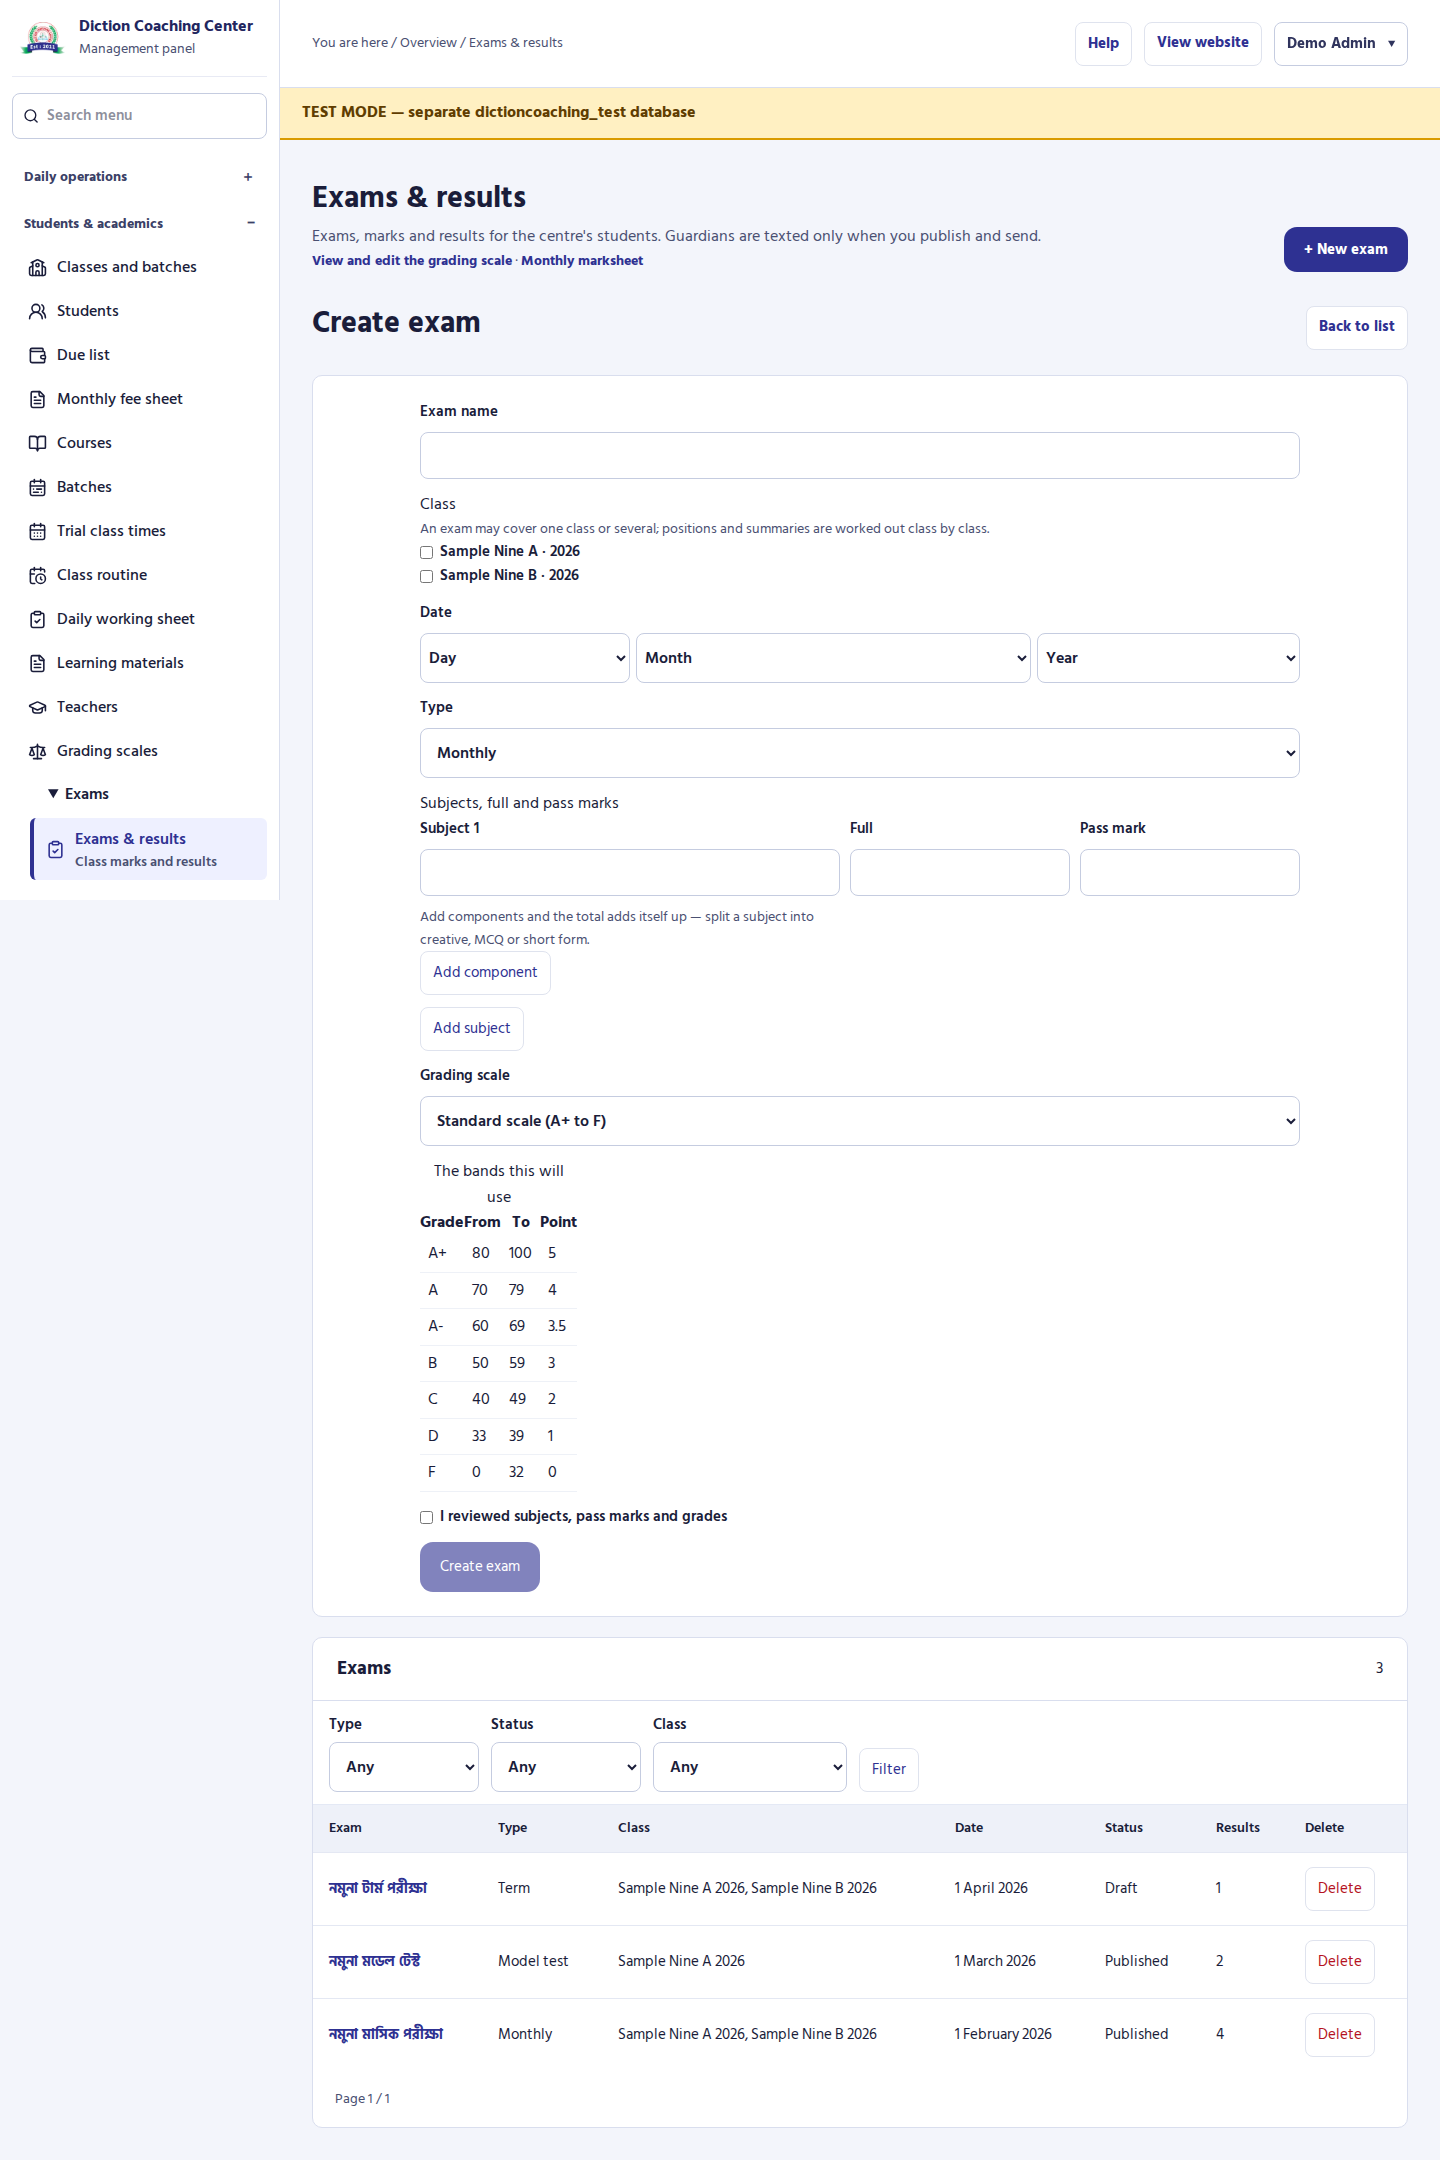 Diction Coaching Center
Management panel
Est : 2011
Search menu
Daily operations +
Students & academics −
Classes and batches
Students
Due list
Monthly fee sheet
Courses
Batches
Trial class times
Class routine
Daily working sheet
Learning materials
Teachers
Grading scales
▼ Exams
Exams & results
Class marks and results
You are here / Overview / Exams & results
Help
View website
Demo Admin ▼
TEST MODE — separate dictioncoaching_test database
Exams & results
Exams, marks and results for the centre's students. Guardians are texted only when you publish and send.
View and edit the grading scale · Monthly marksheet
+ New exam
Create exam
Back to list
Exam name
Class
An exam may cover one class or several; positions and summaries are worked out class by class.
Sample Nine A · 2026
Sample Nine B · 2026
Date
Day Month Year
Type
Monthly
Subjects, full and pass marks
Subject 1 Full Pass mark
Add components and the total adds itself up — split a subject into
creative, MCQ or short form.
Add component
Add subject
Grading scale
Standard scale (A+ to F)
The bands this will
use
Grade From To Point
A+ 80 100 5
A 70 79 4
A- 60 69 3.5
B 50 59 3
C 40 49 2
D 33 39 1
F 0 32 0
I reviewed subjects, pass marks and grades
Create exam
Exams 3
Type Status Class
Any Any Any Filter
Exam Type Class Date Status Results Delete
নমুনা টার্ম পরীক্ষা Term Sample Nine A 2026, Sample Nine B 2026 1 April 2026 Draft 1 Delete
নমুনা মডেল টেস্ট Model test Sample Nine A 2026 1 March 2026 Published 2 Delete
নমুনা মাসিক পরীক্ষা Monthly Sample Nine A 2026, Sample Nine B 2026 1 February 2026 Published 4 Delete
Page 1 / 1